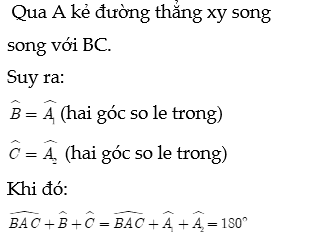 Qua A kẻ đường thẳng xy song
song với BC.
Suy ra:
$\widehat{B} = \widehat{A_1}$ (hai góc so le trong)
$\widehat{C} = \widehat{A_2}$ (hai góc so le trong)
Khi đó:
$\widehat{BAC} + \widehat{B} + \widehat{C} = \widehat{BAC} + \widehat{A_1} + \widehat{A_2} = 180°$